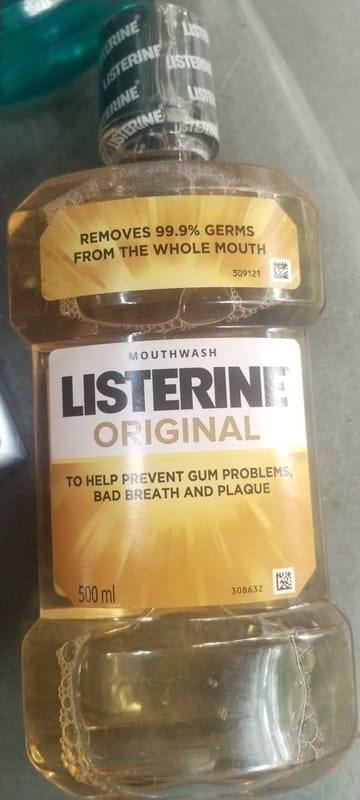 LISTERINE
LISTERINE
LISTERINE
LISTERINE
LISTERINE
REMOVES 99.9% GERMS
FROM THE WHOLE MOUTH
309121
MOUTHWASH
LISTERINE
ORIGINAL
TO HELP PREVENT GUM PROBLEMS,
BAD BREATH AND PLAQUE
500 ml
308632